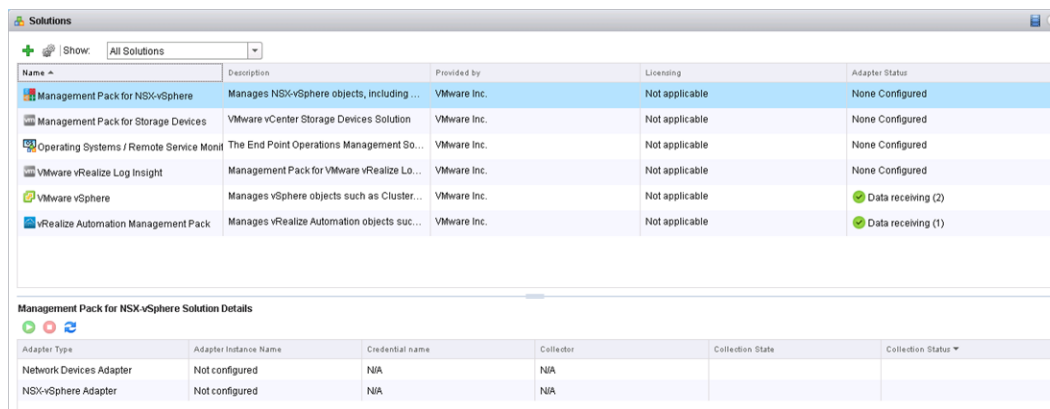 Solutions
Show: All Solutions
Name Description Provided by Licensing Adapter Status
Management Pack for NSX-vSphere Manages NSX-vSphere objects, including ... VMware Inc. Not applicable None Configured
Management Pack for Storage Devices VMware vCenter Storage Devices Solution VMware Inc. Not applicable None Configured
Operating Systems / Remote Service Monit The End Point Operations Management So... VMware Inc. Not applicable None Configured
VMware vRealize Log Insight Management Pack for VMware vRealize Lo... VMware Inc. Not applicable None Configured
VMware vSphere Manages vSphere objects such as Cluster... VMware Inc. Not applicable Data receiving (2)
vRealize Automation Management Pack Manages vRealize Automation objects suc... VMware Inc. Not applicable Data receiving (1)
Management Pack for NSX-vSphere Solution Details
Adapter Type Adapter Instance Name Credential name Collector Collection State Collection Status
Network Devices Adapter Not configured N/A N/A
NSX-vSphere Adapter Not configured N/A N/A